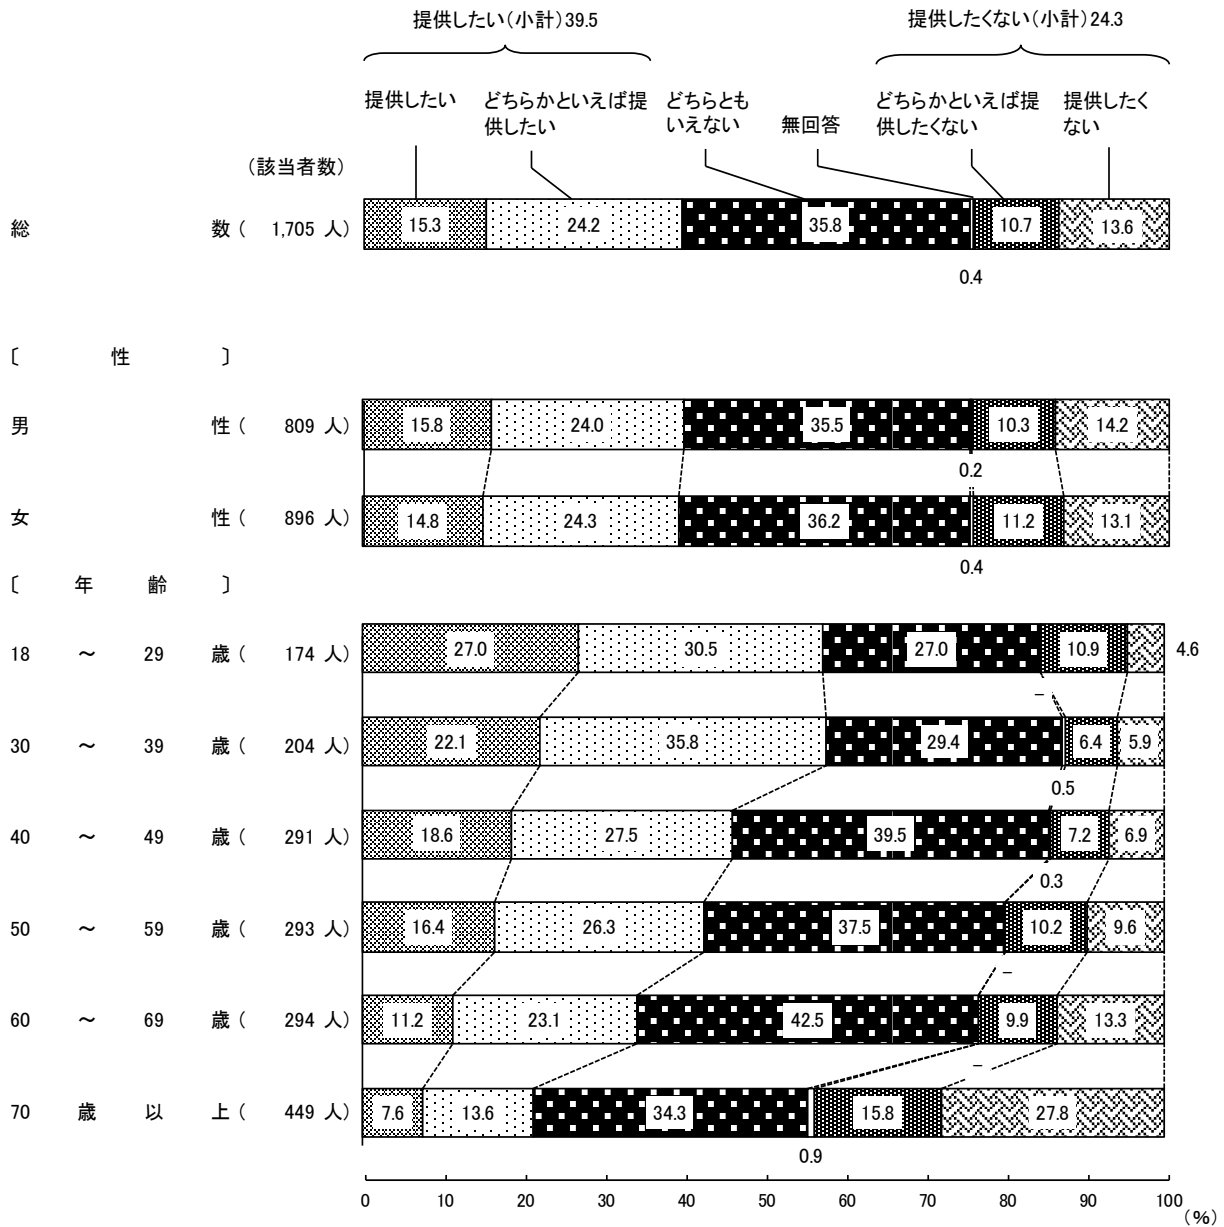 提供したい(小計)39.5 提供したくない(小計)24.3
提供したい どちらかといえば提 どちらとも 無回答 どちらかといえば提 提供したく
供したい いえない 供したくない ない
(該当者数)
総 数( 1,705 人) 15.3 24.2 35.8 10.7 13.6
0.4
〔 性 〕
男 性( 809 人) 15.8 24.0 35.5 10.3 14.2
0.2
女 性( 896 人) 14.8 24.3 36.2 11.2 13.1
0.4
〔 年 齢 〕
18 ~ 29 歳( 174 人) 27.0 30.5 27.0 10.9 4.6
-
30 ~ 39 歳( 204 人) 22.1 35.8 29.4 6.4 5.9
0.5
40 ~ 49 歳( 291 人) 18.6 27.5 39.5 7.2 6.9
0.3
50 ~ 59 歳( 293 人) 16.4 26.3 37.5 10.2 9.6
-
60 ~ 69 歳( 294 人) 11.2 23.1 42.5 9.9 13.3
-
70 歳 以 上( 449 人) 7.6 13.6 34.3 15.8 27.8
0.9
0 10 20 30 40 50 60 70 80 90 100
(%)